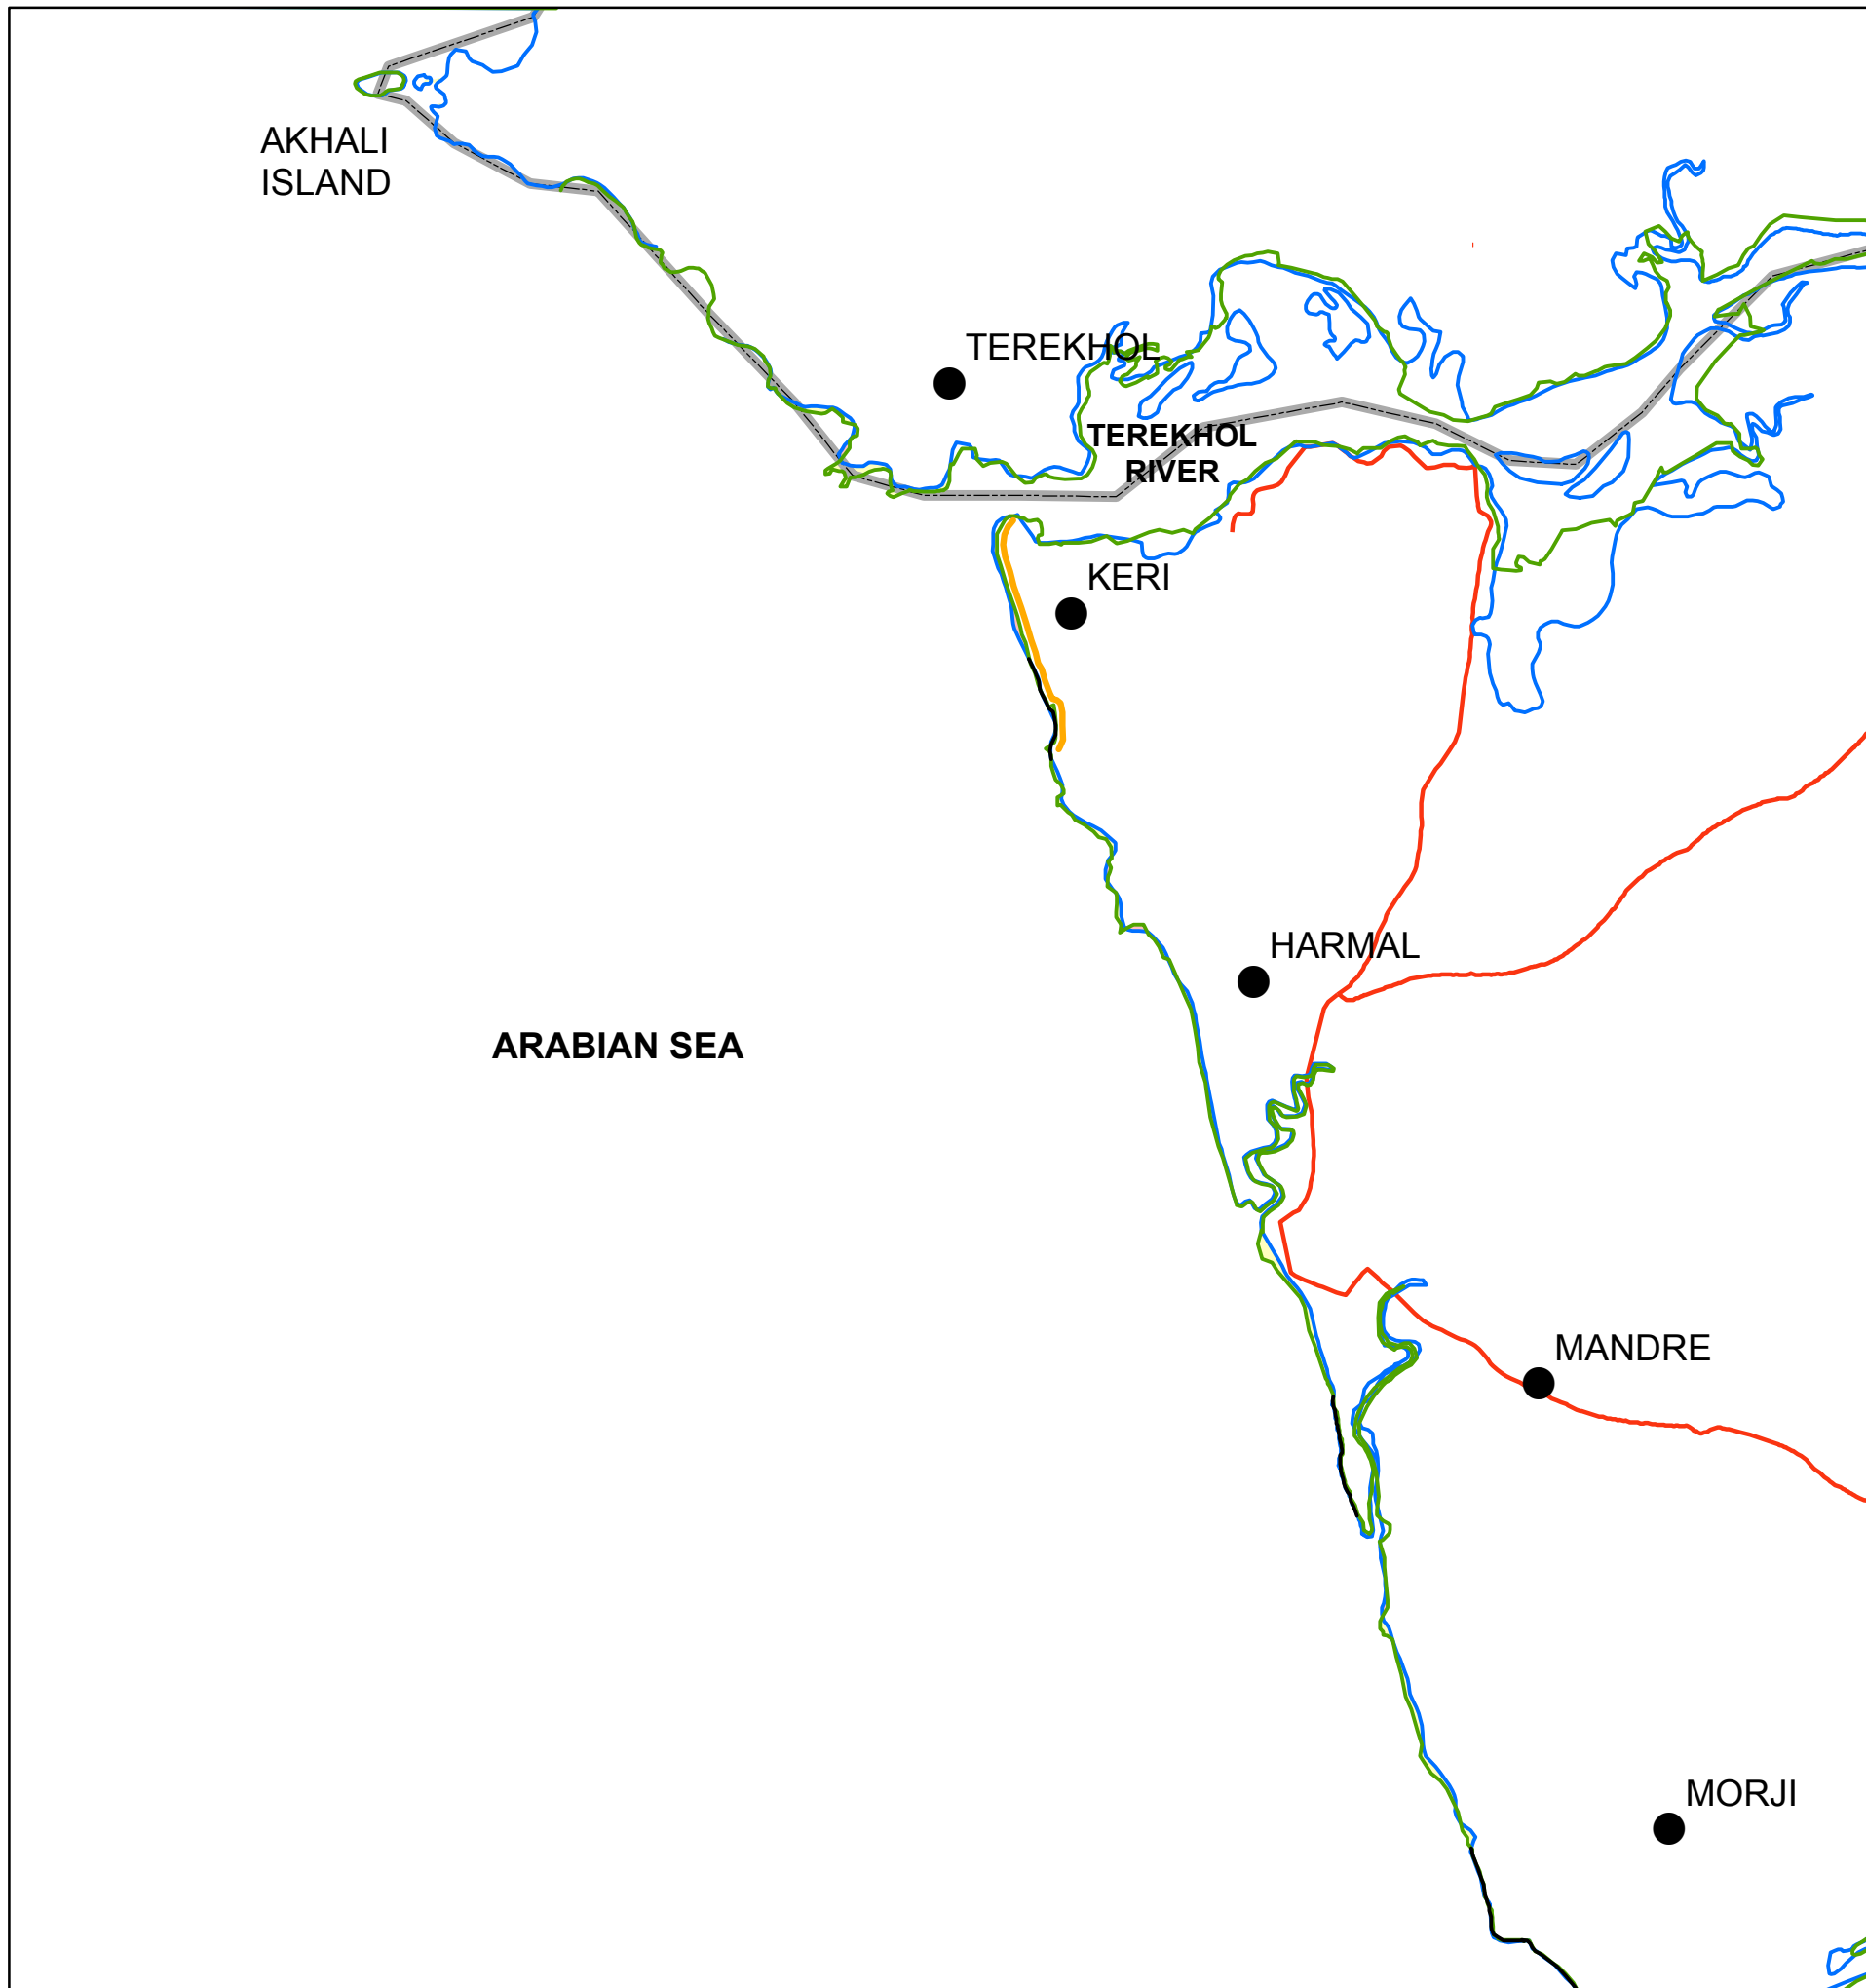 AKHALI
ISLAND
TEREKHOL
TEREKHOL
RIVER
KERI
HARMAL
ARABIAN SEA
MANDRE
MORJI